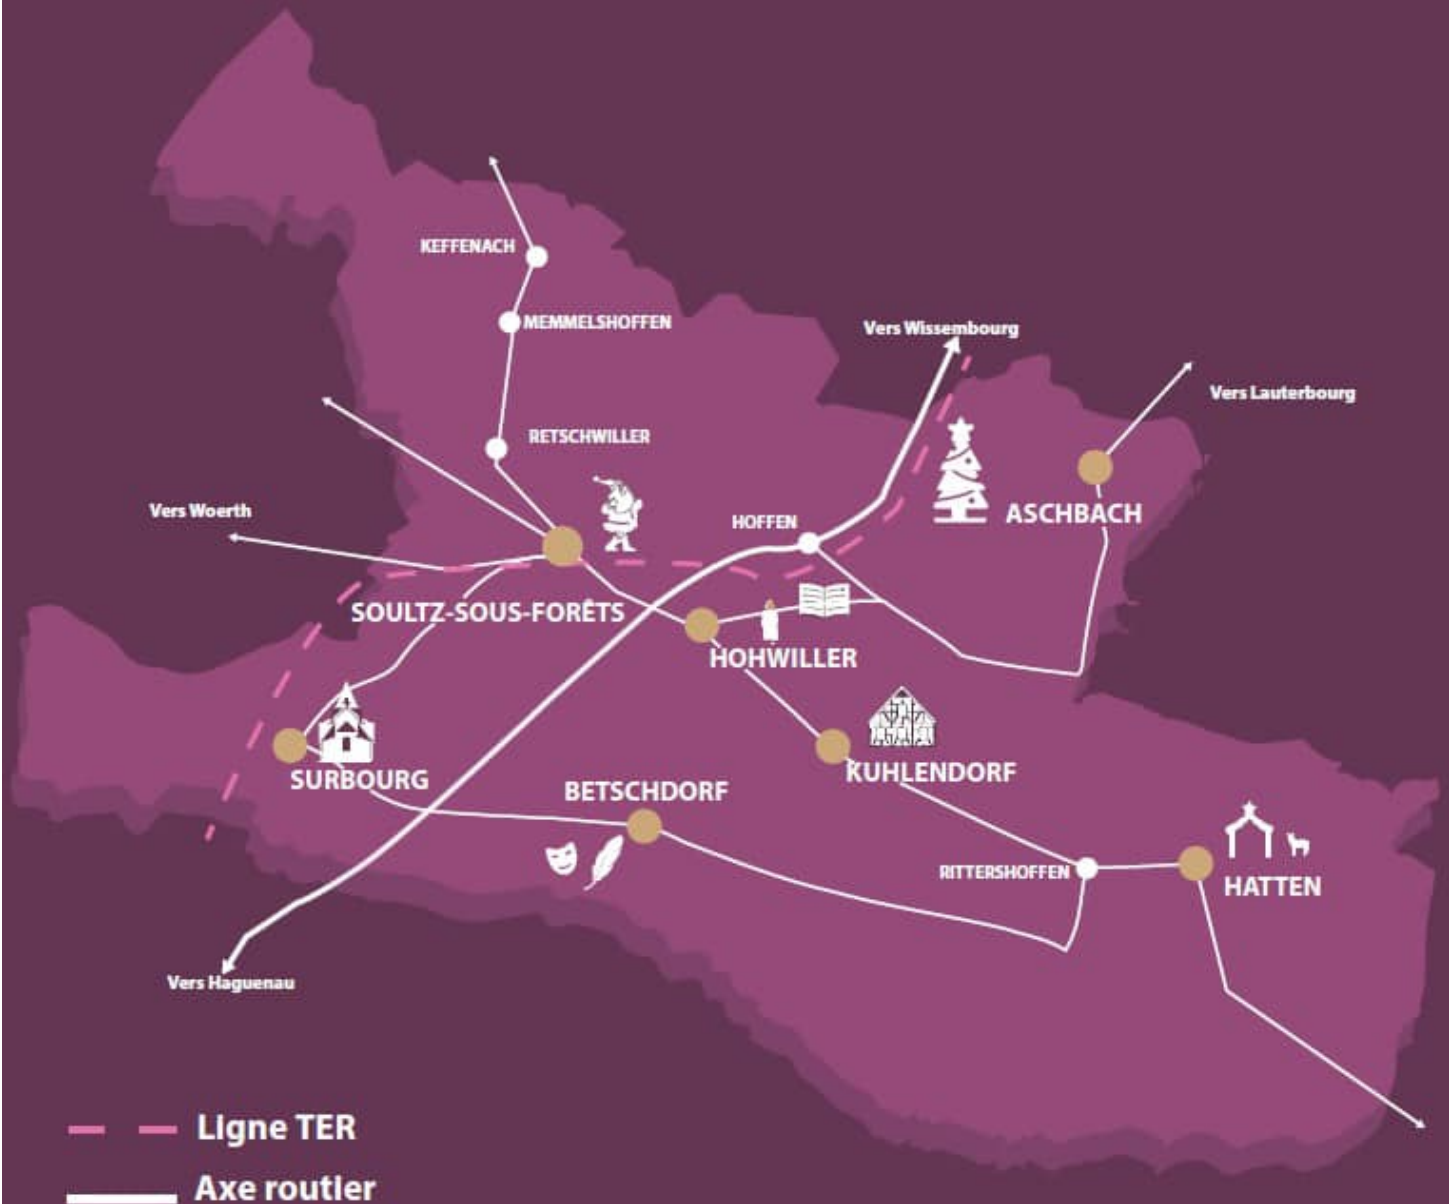 KEFFENACH
MEMMELSHOFFEN
Vers Wissembourg
Vers Lauterbourg
RETSCHWILLER
Vers Woerth
HOFFEN
ASCHBACH
SOULTZ-SOUS-FORÊTS
HOHWILLER
SURBOURG
KUHLENDORF
BETSCHDORF
RITTERSHOFFEN
HATTEN
Vers Haguenau
Ligne TER
Axe routier